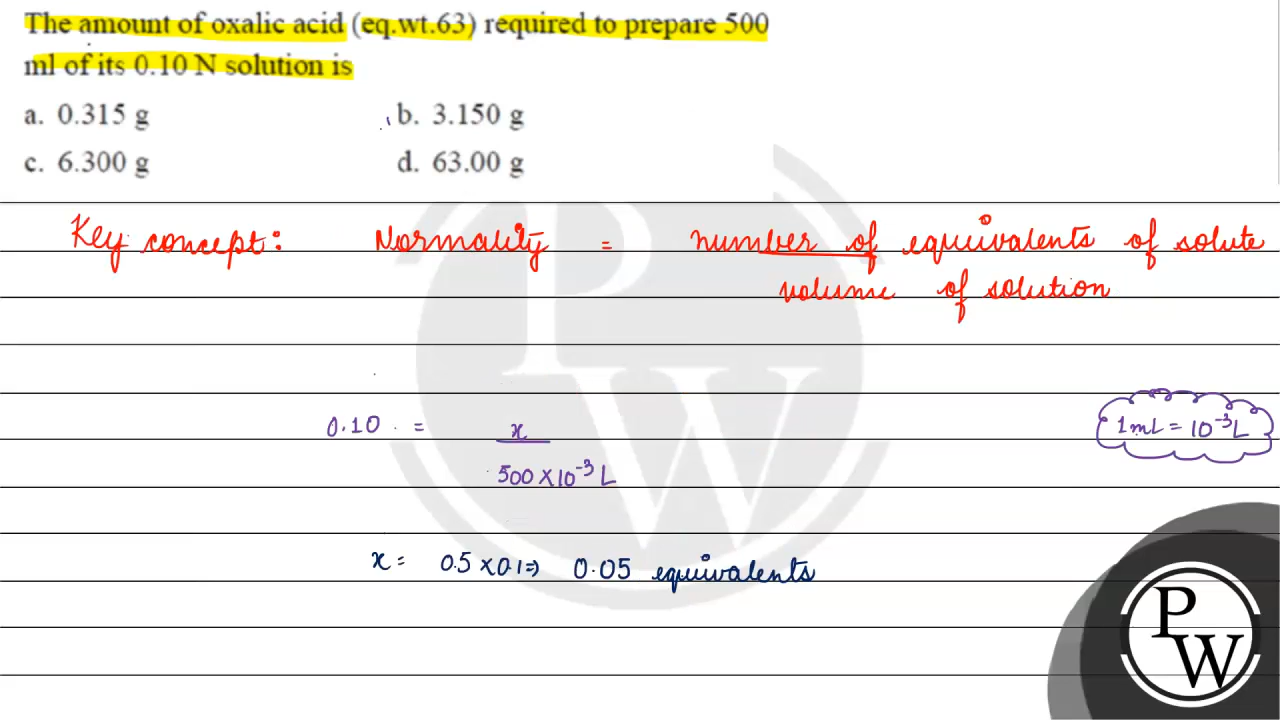 The amount of oxalic acid (eq.wt.63) required to prepare 500
ml of its 0.10 N solution is
a. 0.315 g
b. 3.150 g
c. 6.300 g
d. 63.00 g
Key concept: Normality = number of equivalents of solute
volume of solution
0.10 = x
500 × 10⁻³ L
1mL = 10⁻³L
x = 0.5 × 0.1 ⇒ 0.05 equivalents
P
W
P
W